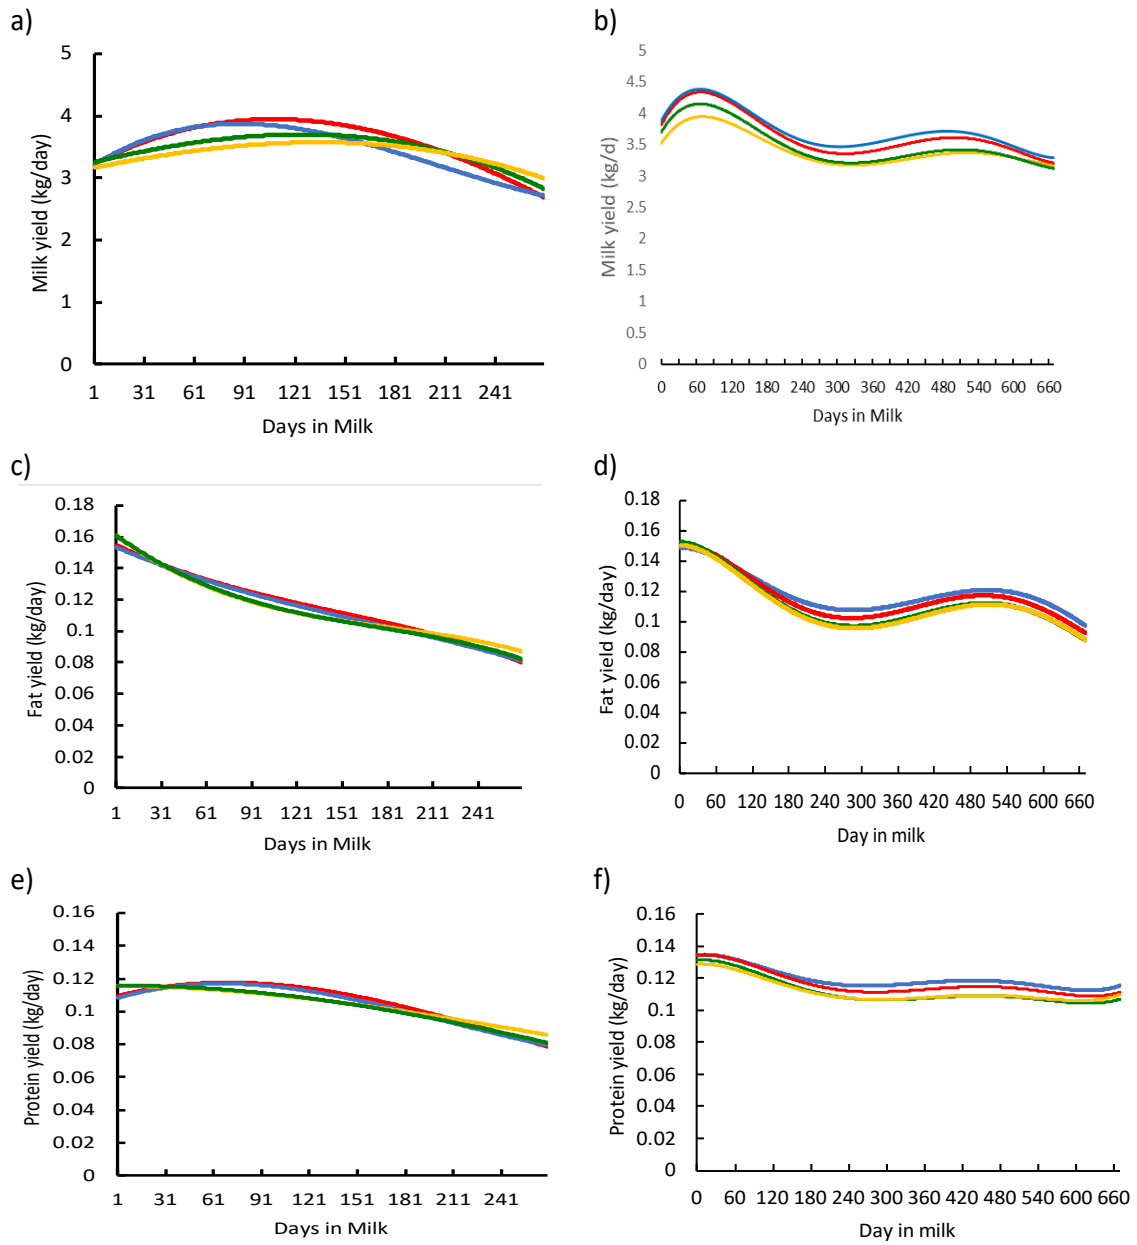 a)
5
4
3
2
1
0
Milk yield (kg/day)
1 31 61 91 121 151 181 211 241
Days in Milk
b)
5
4.5
4
3.5
3
2.5
2
1.5
1
0.5
0
Milk yield (kg/d)
0 60 120 180 240 300 360 420 480 540 600 660
Days in Milk
c)
0.18
0.16
0.14
0.12
0.1
0.08
0.06
0.04
0.02
0
Fat yield (kg/day)
1 31 61 91 121 151 181 211 241
Days in Milk
d)
0.18
0.16
0.14
0.12
0.1
0.08
0.06
0.04
0.02
0
Fat yield (kg/day)
0 60 120 180 240 300 360 420 480 540 600 660
Day in milk
e)
0.16
0.14
0.12
0.1
0.08
0.06
0.04
0.02
0
Protein yield (kg/day)
1 31 61 91 121 151 181 211 241
Days in Milk
f)
0.16
0.14
0.12
0.1
0.08
0.06
0.04
0.02
0
Protein yield (kg/day)
0 60 120 180 240 300 360 420 480 540 600 660
Day in milk